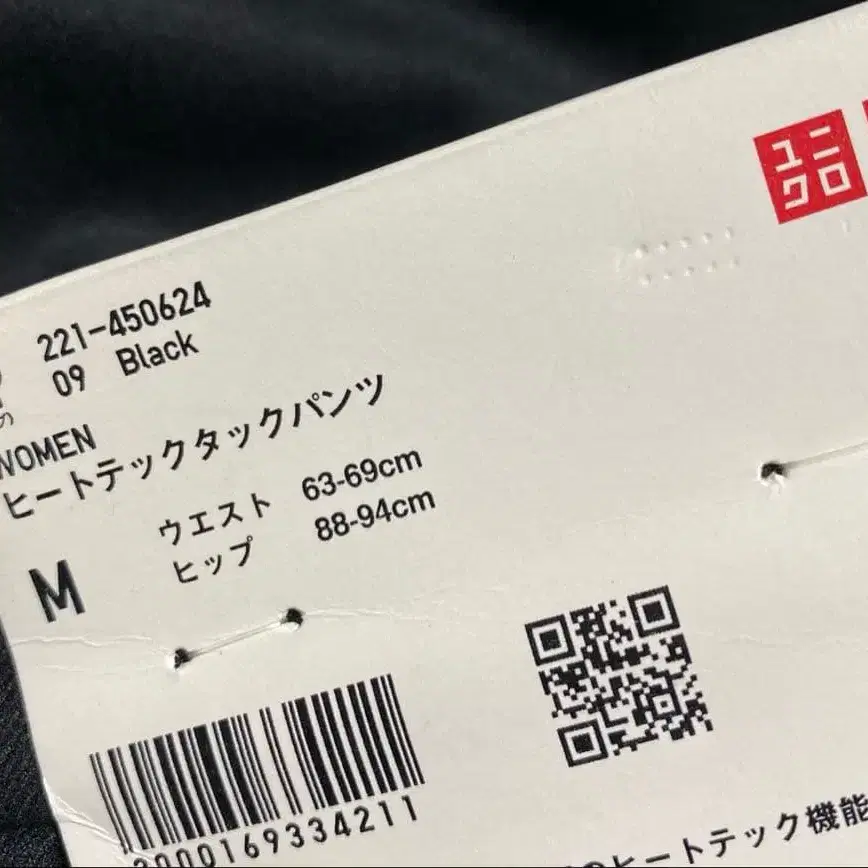 ユニ
クロ
221-450624
09 Black
の
WOMEN
ヒートテックタックパンツ
ウエスト 63-69cm
ヒップ 88-94cm
M
000169334211
ヒートテック機能